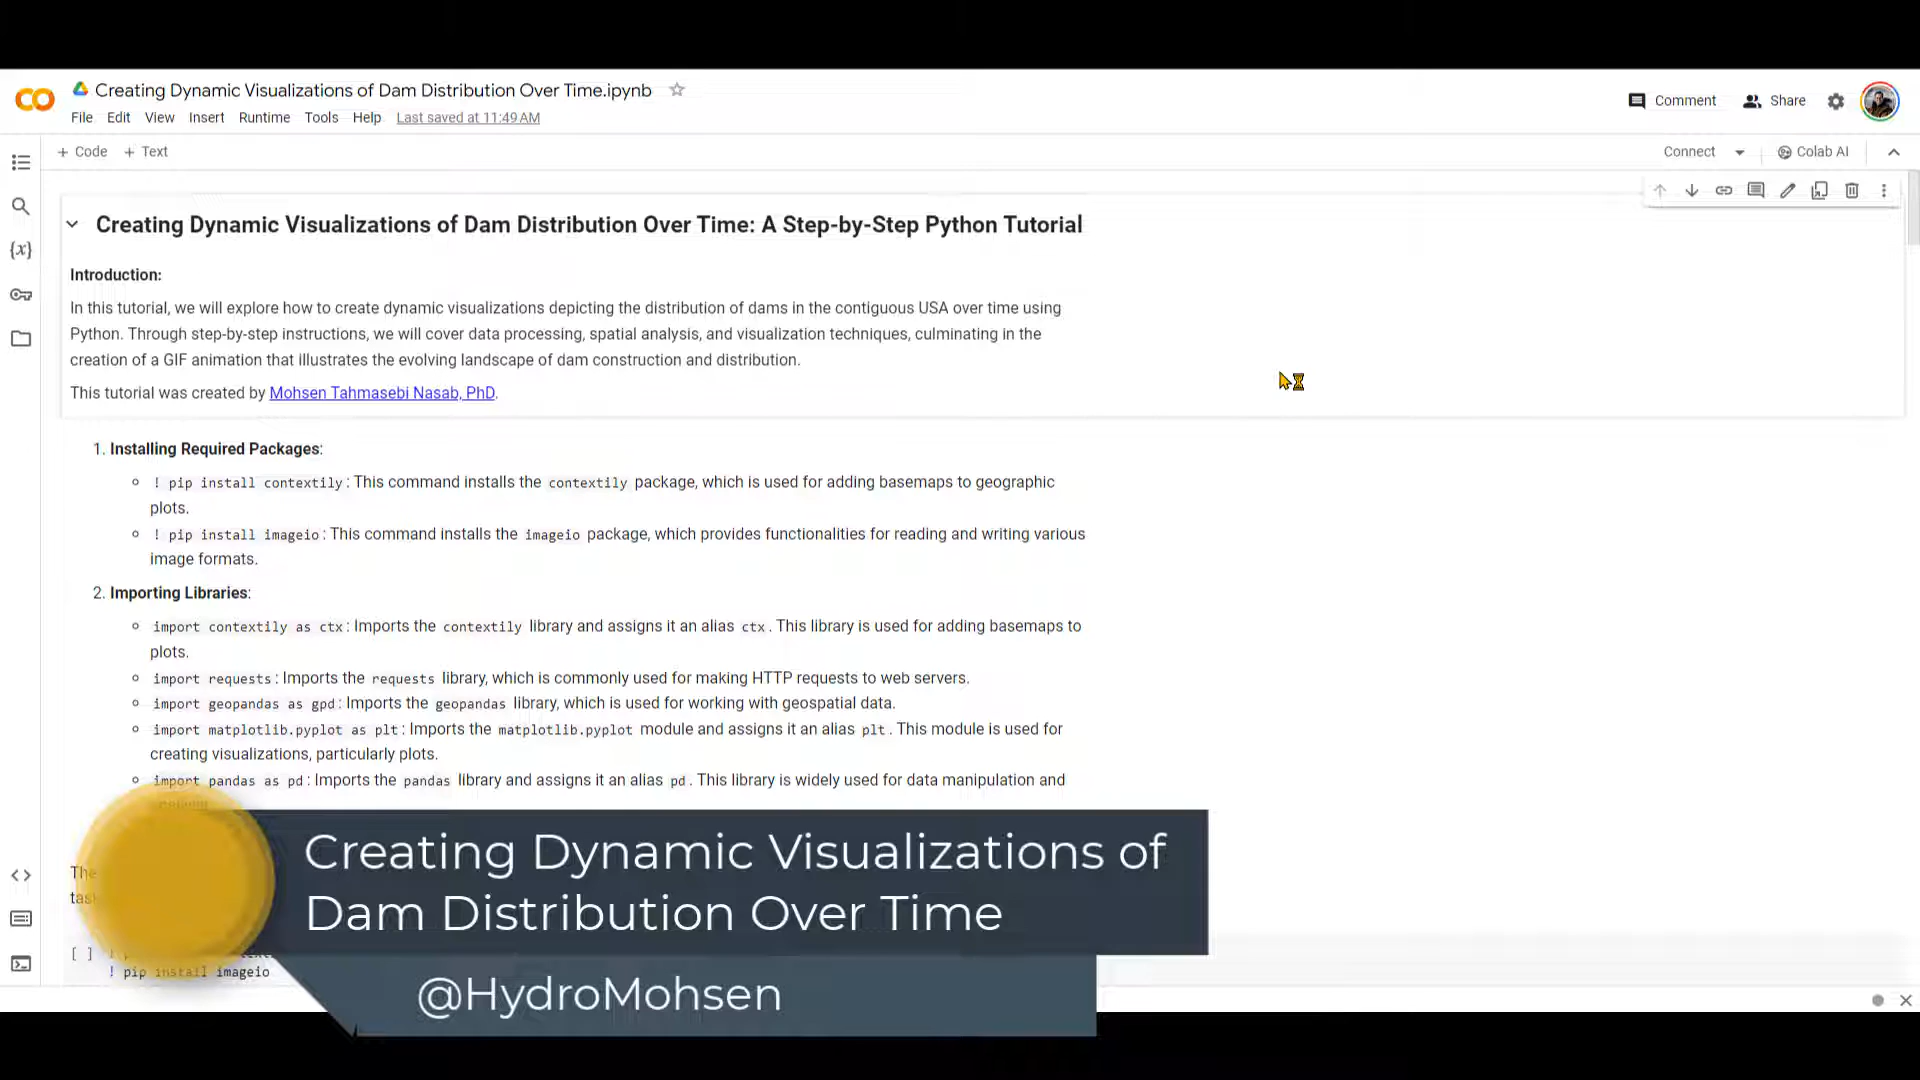 Creating Dynamic Visualizations of Dam Distribution Over Time.ipynb
Comment
Share
File Edit View Insert Runtime Tools Help Last saved at 11:49 AM
+ Code + Text
Connect
Colab AI
Creating Dynamic Visualizations of Dam Distribution Over Time: A Step-by-Step Python Tutorial
Introduction:
In this tutorial, we will explore how to create dynamic visualizations depicting the distribution of dams in the contiguous USA over time using
Python. Through step-by-step instructions, we will cover data processing, spatial analysis, and visualization techniques, culminating in the
creation of a GIF animation that illustrates the evolving landscape of dam construction and distribution.
This tutorial was created by Mohsen Tahmasebi Nasab, PhD.
1. Installing Required Packages:
! pip install contextily: This command installs the contextily package, which is used for adding basemaps to geographic
plots.
! pip install imageio: This command installs the imageio package, which provides functionalities for reading and writing various
image formats.
2. Importing Libraries:
import contextily as ctx: Imports the contextily library and assigns it an alias ctx. This library is used for adding basemaps to
plots.
import requests: Imports the requests library, which is commonly used for making HTTP requests to web servers.
import geopandas as gpd: Imports the geopandas library, which is used for working with geospatial data.
import matplotlib.pyplot as plt: Imports the matplotlib.pyplot module and assigns it an alias plt. This module is used for
creating visualizations, particularly plots.
import pandas as pd: Imports the pandas library and assigns it an alias pd. This library is widely used for data manipulation and
The
[ ]
! pip install imageio
Creating Dynamic Visualizations of
Dam Distribution Over Time
@HydroMohsen